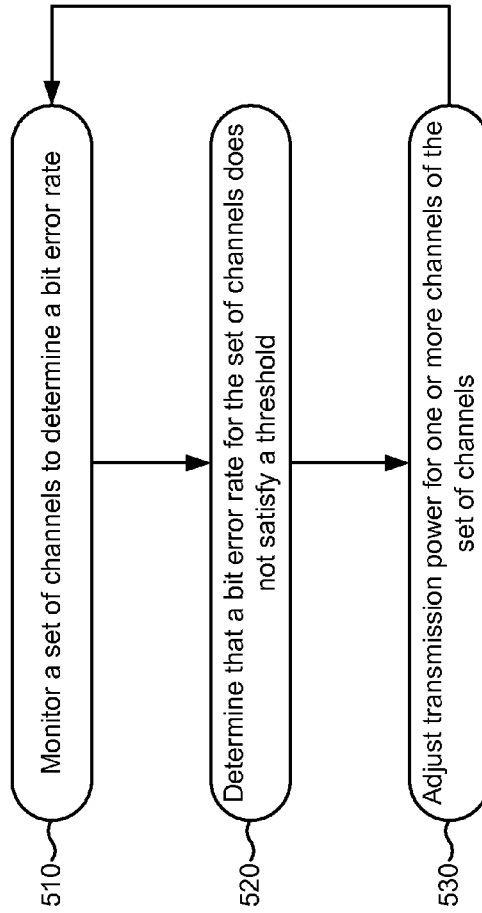 510
Monitor a set of channels to determine a bit error rate
520
Determine that a bit error rate for the set of channels does
not satisfy a threshold
530
Adjust transmission power for one or more channels of the
set of channels